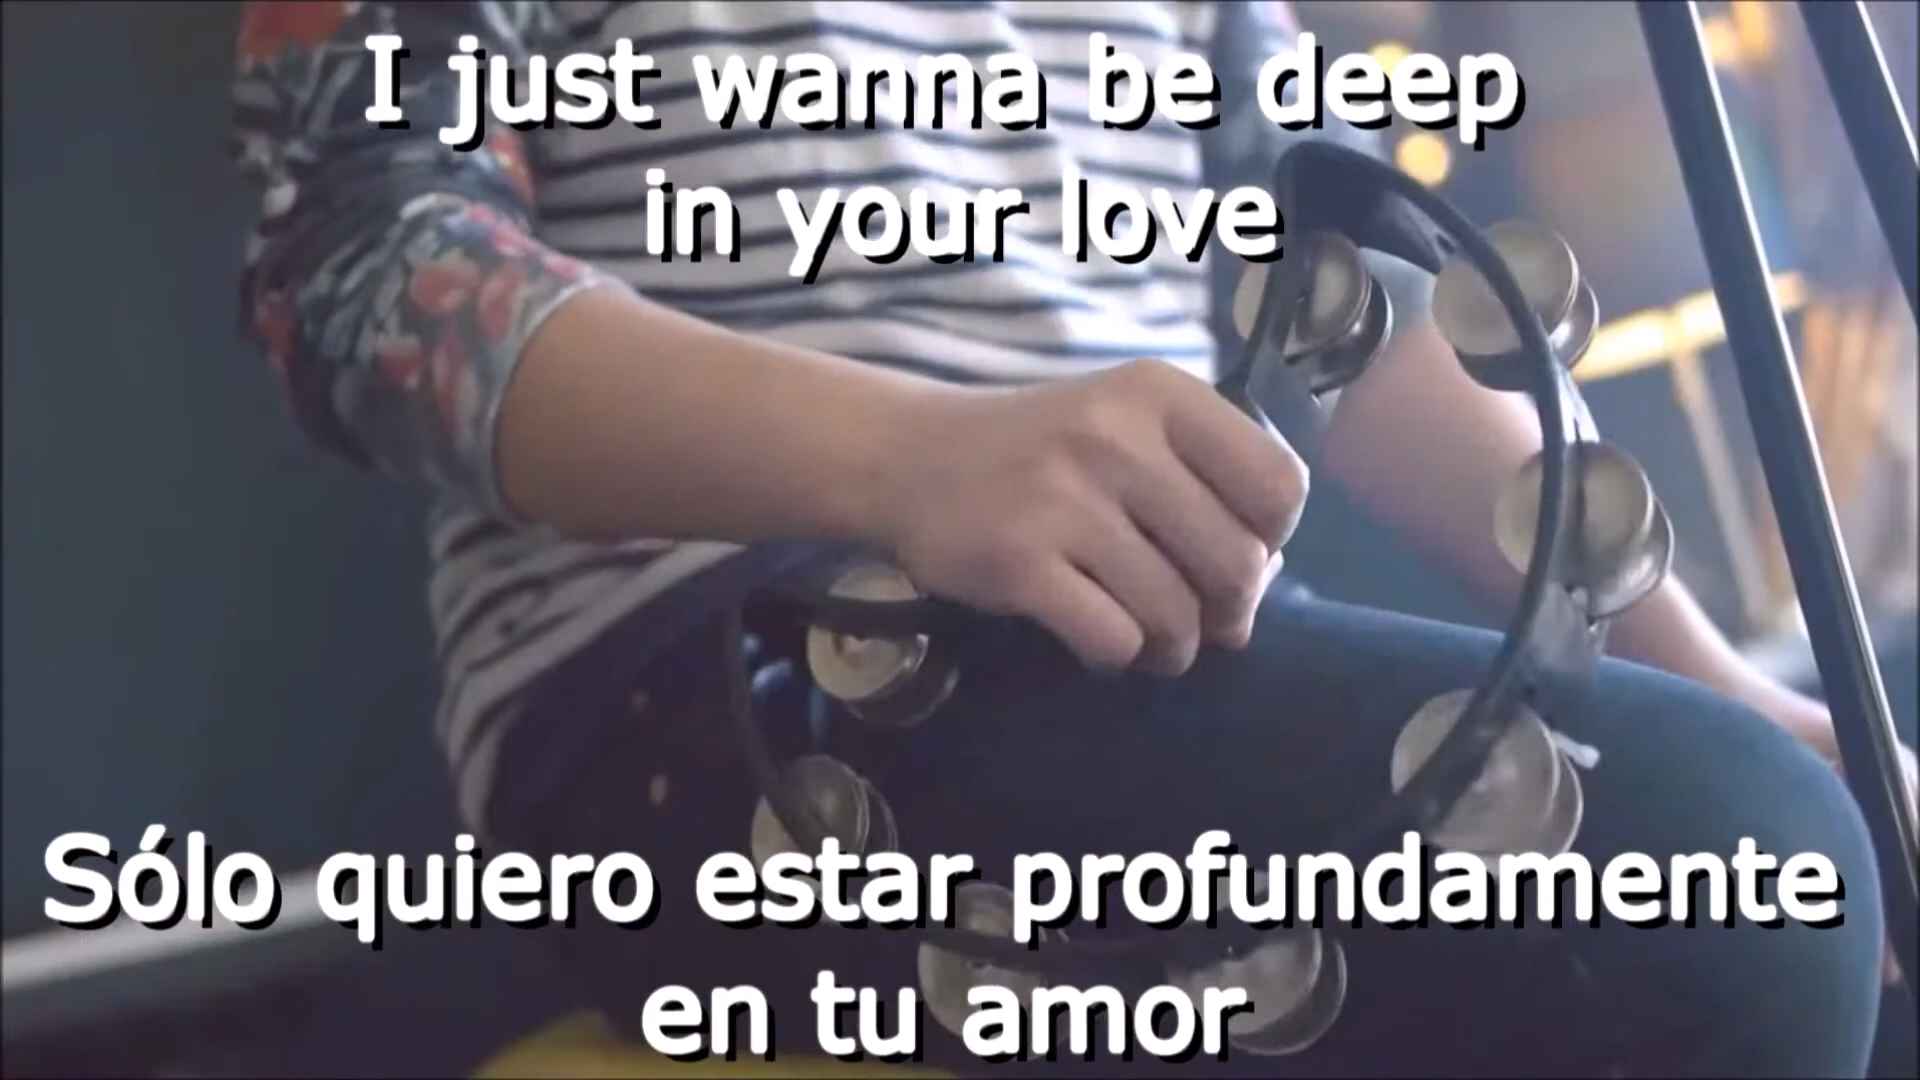 I just wanna be deep
in your love
Sólo quiero estar profundamente
en tu amor